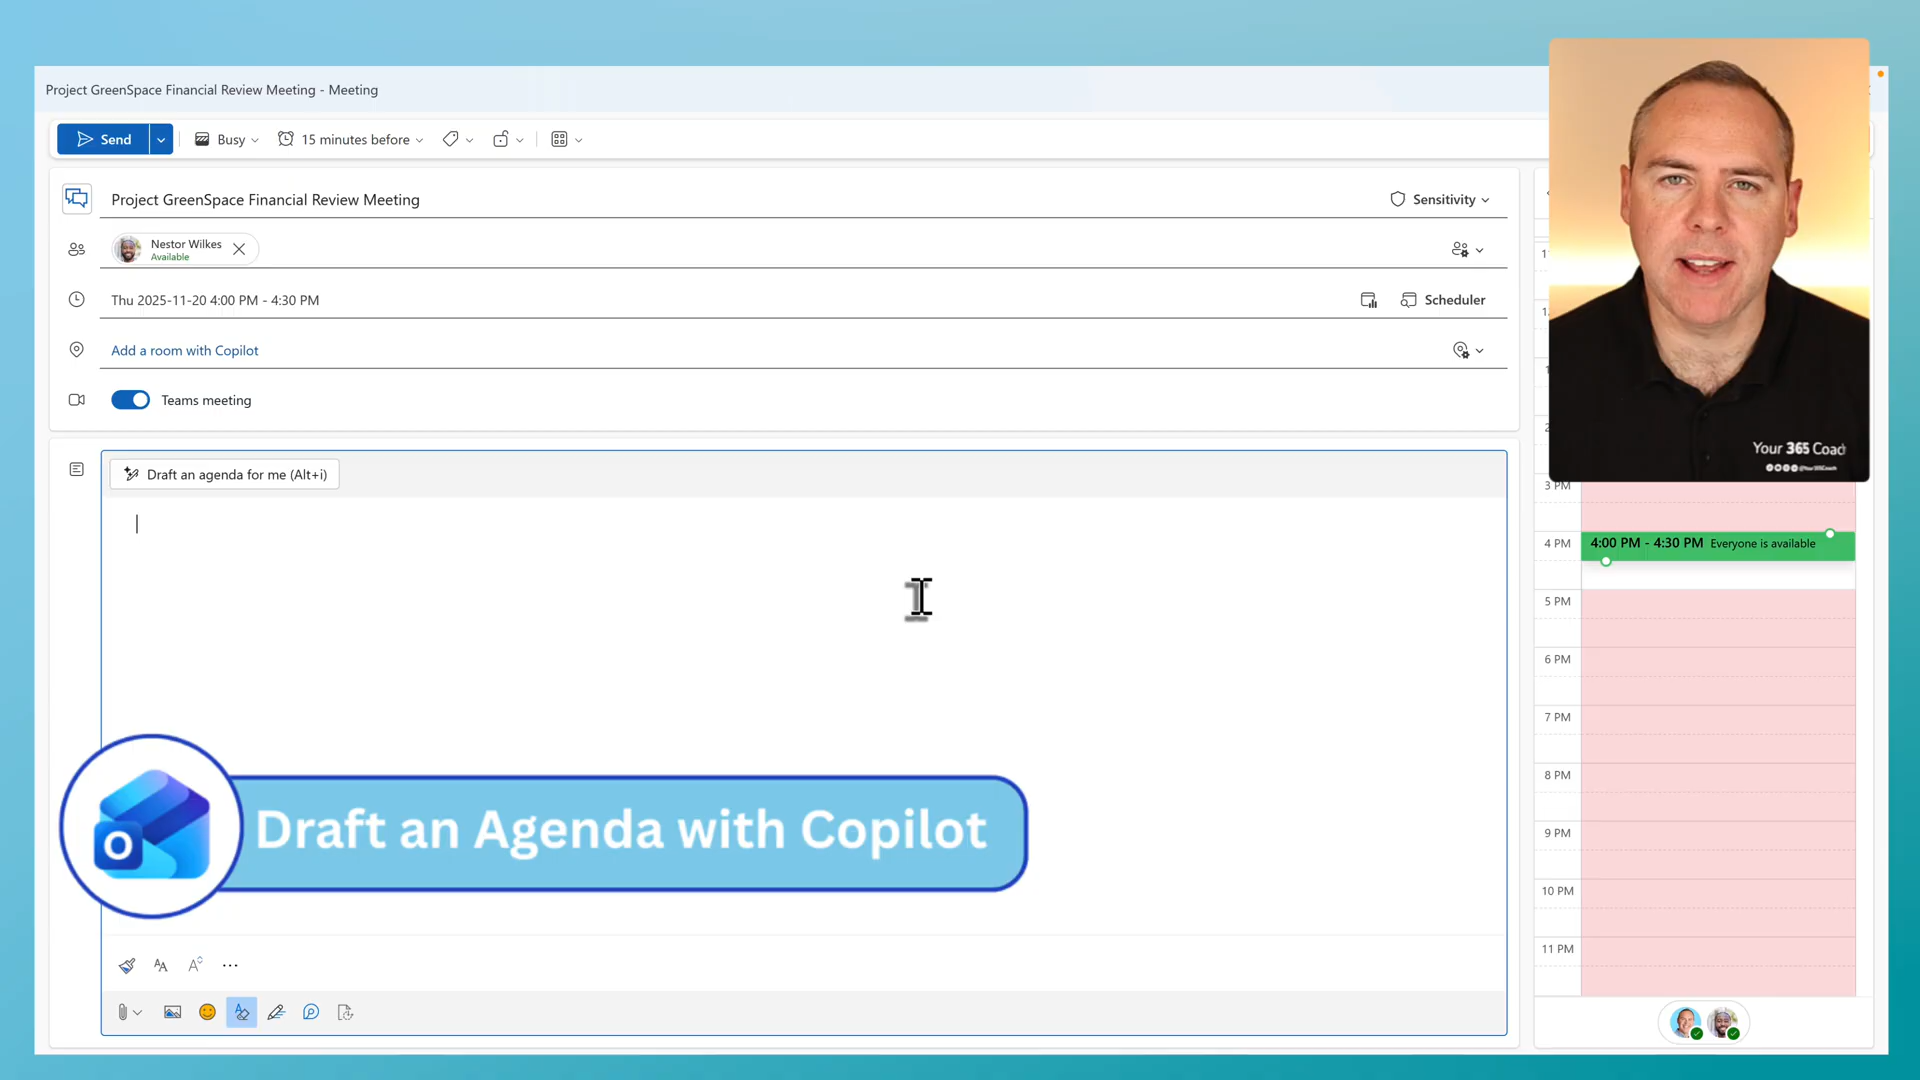 Project GreenSpace Financial Review Meeting - Meeting
Send
Busy
15 minutes before
Project GreenSpace Financial Review Meeting
Sensitivity
Nestor Wilkes
Available
Thu 2025-11-20 4:00 PM - 4:30 PM
Scheduler
Add a room with Copilot
Teams meeting
Draft an agenda for me (Alt+i)
Draft an Agenda with Copilot
Your 365 Coac
3 PM
4 PM
4:00 PM - 4:30 PM Everyone is available
5 PM
6 PM
7 PM
8 PM
9 PM
10 PM
11 PM